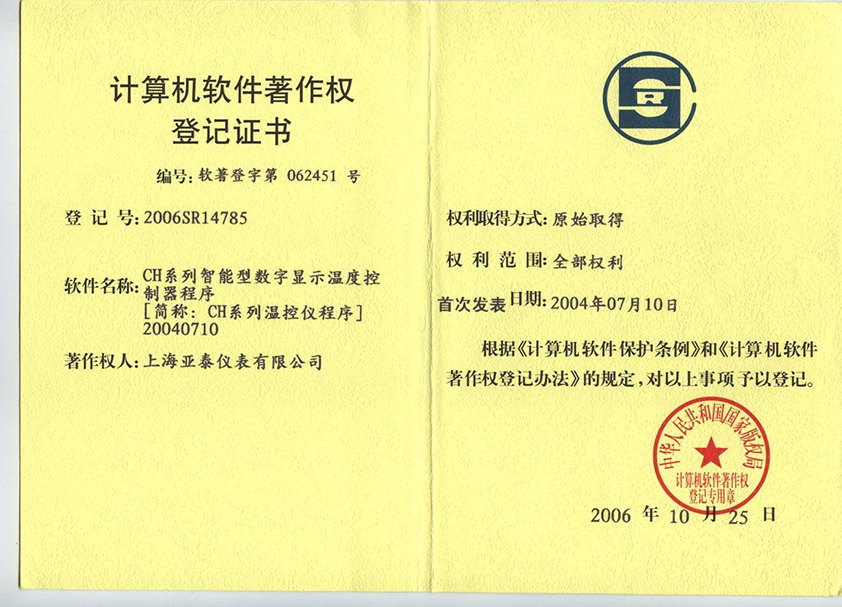 计算机软件著作权
登记证书
编号: 软著登字第 062451 号
登 记 号: 2006SR14785
软件名称: CH系列智能型数字显示温度控
制器程序
[简称: CH系列温控仪程序]
20040710
著作权人: 上海亚泰仪表有限公司
SR
权利取得方式: 原始取得
权 利 范 围: 全部权利
首次发表日期: 2004年07月10日
根据《计算机软件保护条例》和《计算机软件
著作权登记办法》的规定, 对以上事项予以登记。
中华人民共和国国家版权局
计算机软件著作权
登记专用章
2006 年 10 月 25 日